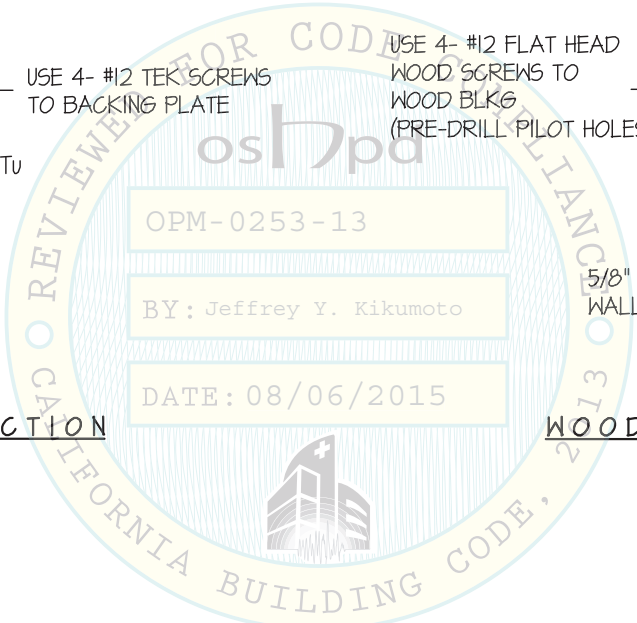 USE 4- #12 TEK SCREWS
TO BACKING PLATE
USE 4- #12 FLAT HEAD
WOOD SCREWS TO
WOOD BLKG
(PRE-DRILL PILOT HOLES
Tu
5/8"
WALL
CTION
WOOD
REVIEWED FOR CODE COMPLIANCE
oshpd
OPM-0253-13
BY: Jeffrey Y. Kikumoto
DATE: 08/06/2015
CALIFORNIA BUILDING CODE, 2013